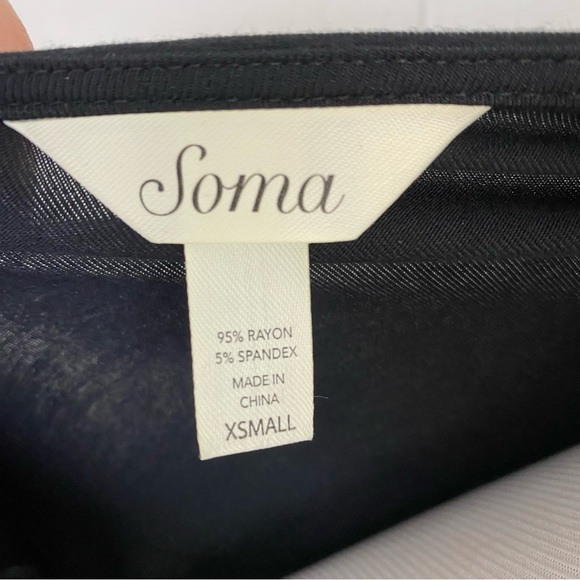 Soma
95% RAYON
5% SPANDEX
MADE IN
CHINA
XSMALL